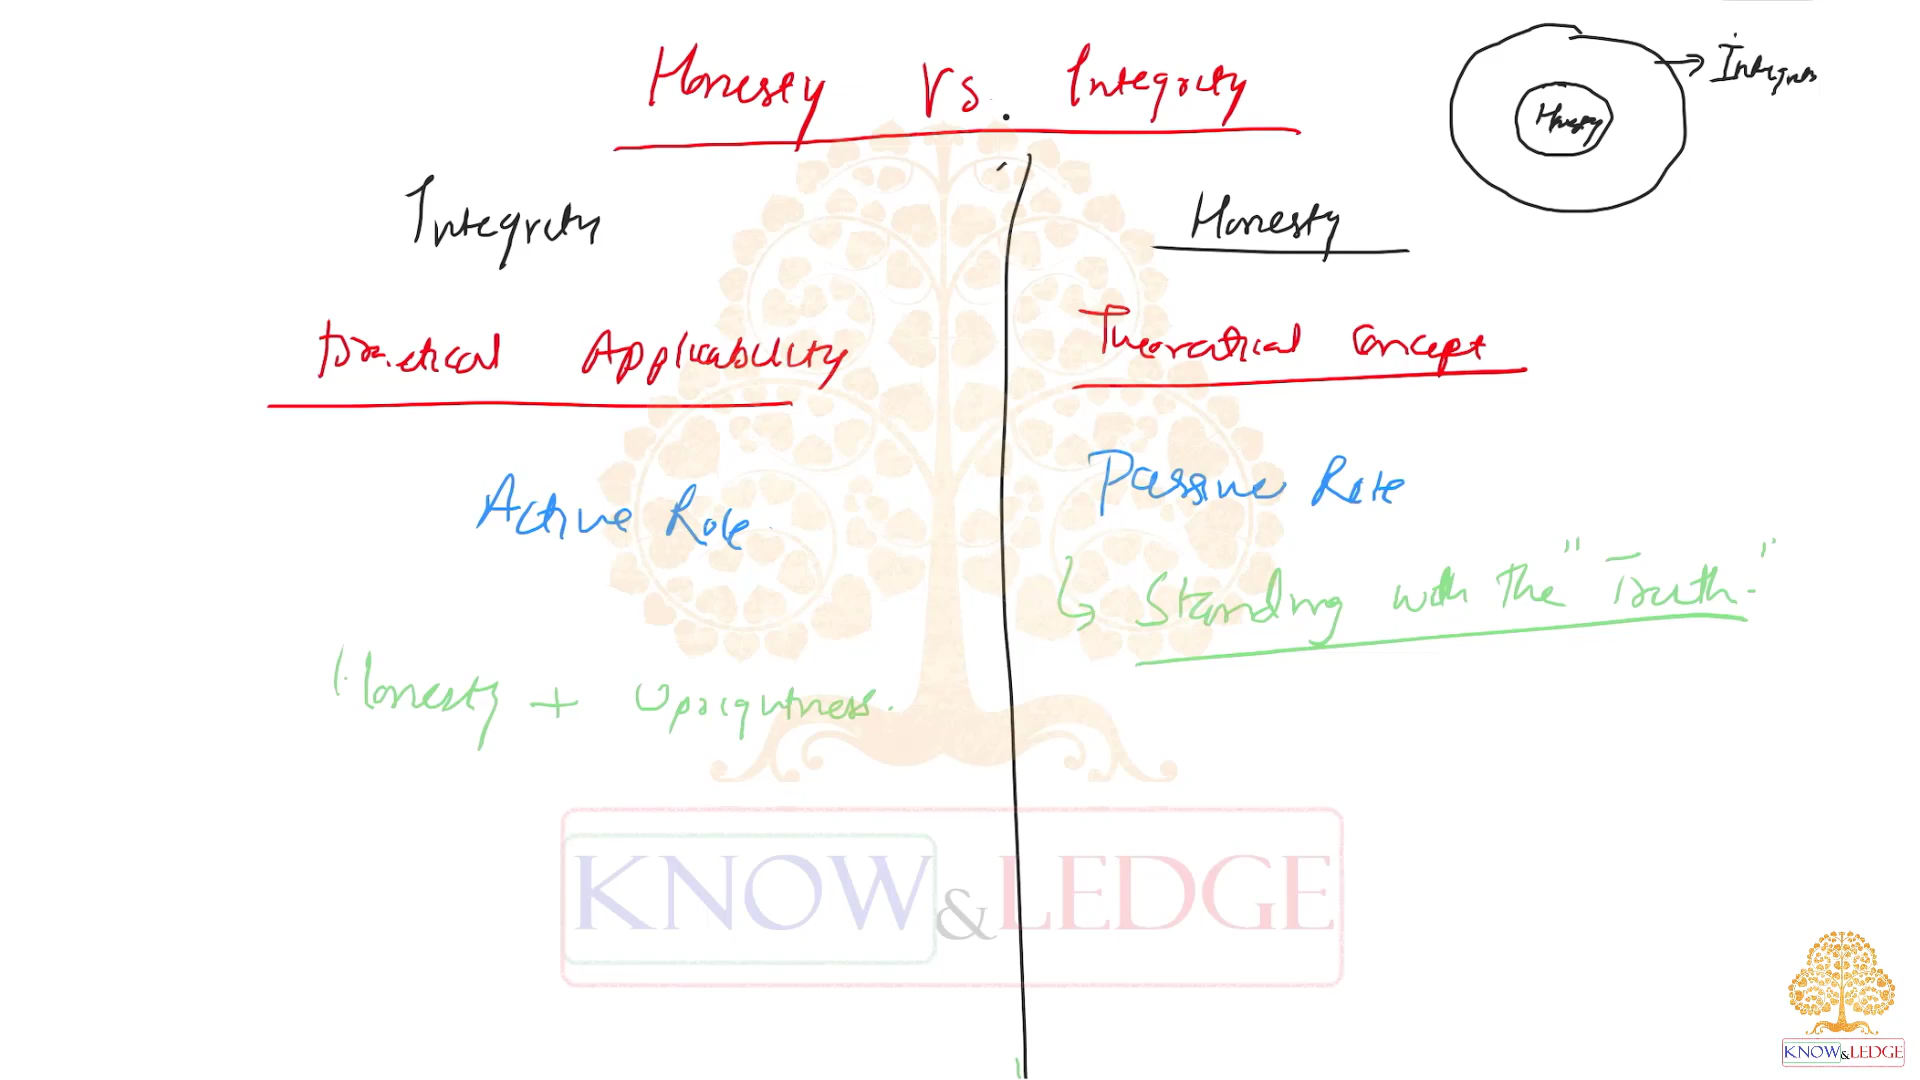 Honesty Vs. Integrity
Integrity
Honesty
Integrity
Honesty
Practical Applicability
Theoratical Concept
Active Role
Passive Role
Standing with the "Truth"
Honesty + Uprightness.
KNOW&LEDGE
KNOW&LEDGE